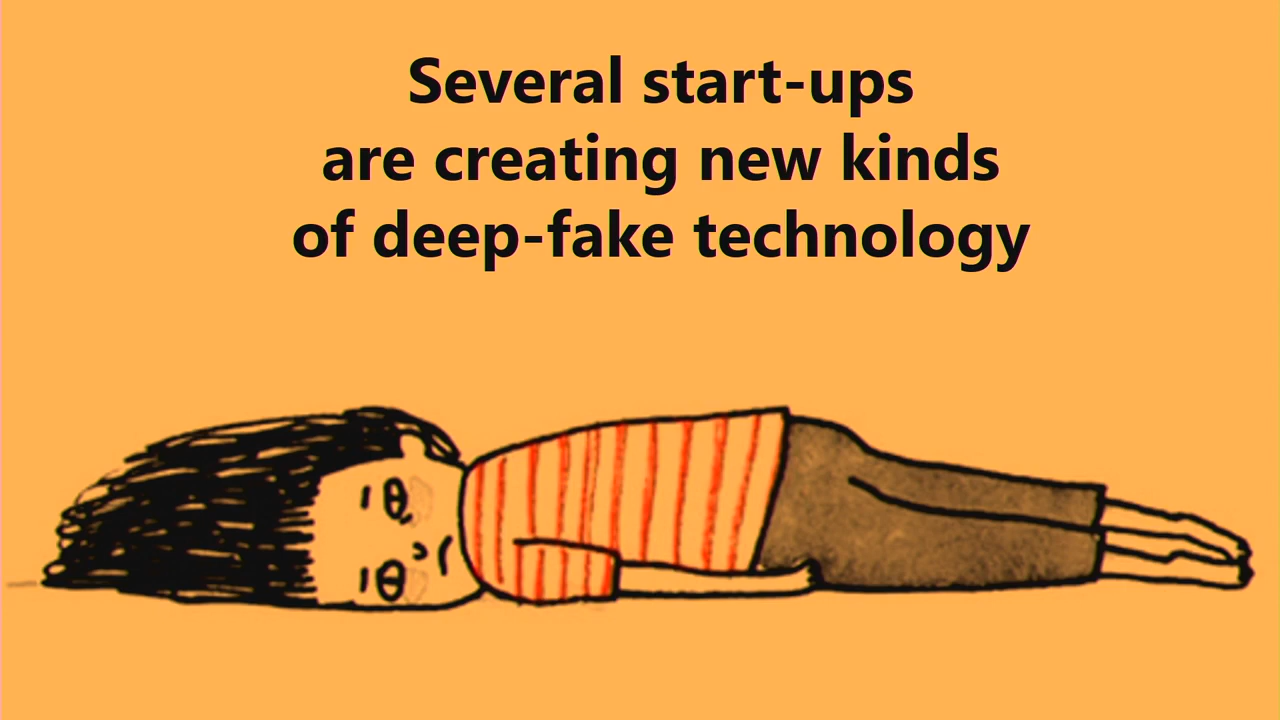 Several start-ups
are creating new kinds
of deep-fake technology